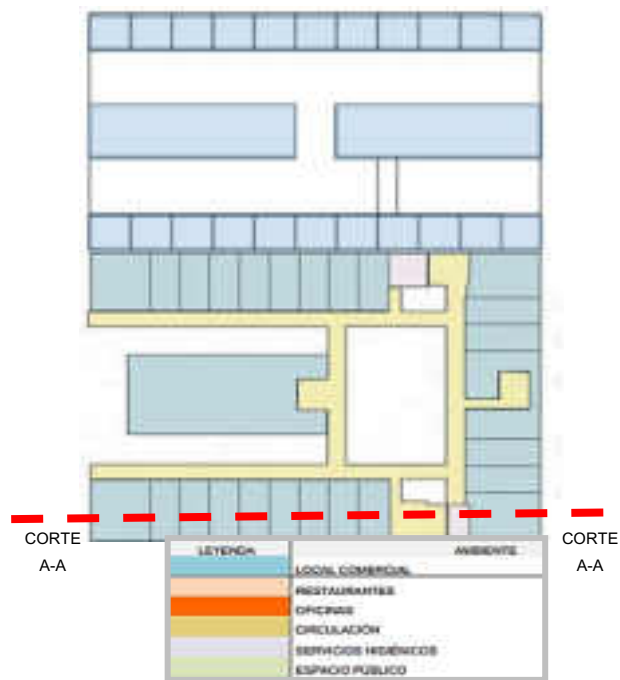 CORTE
A-A
CORTE
A-A
LEYENDA AMBIENTE
LOCAL COMERCIAL
RESTAURANTES
OFICINAS
CIRCULACIÓN
SERVICIOS HIGIÉNICOS
ESPACIO PÚBLICO